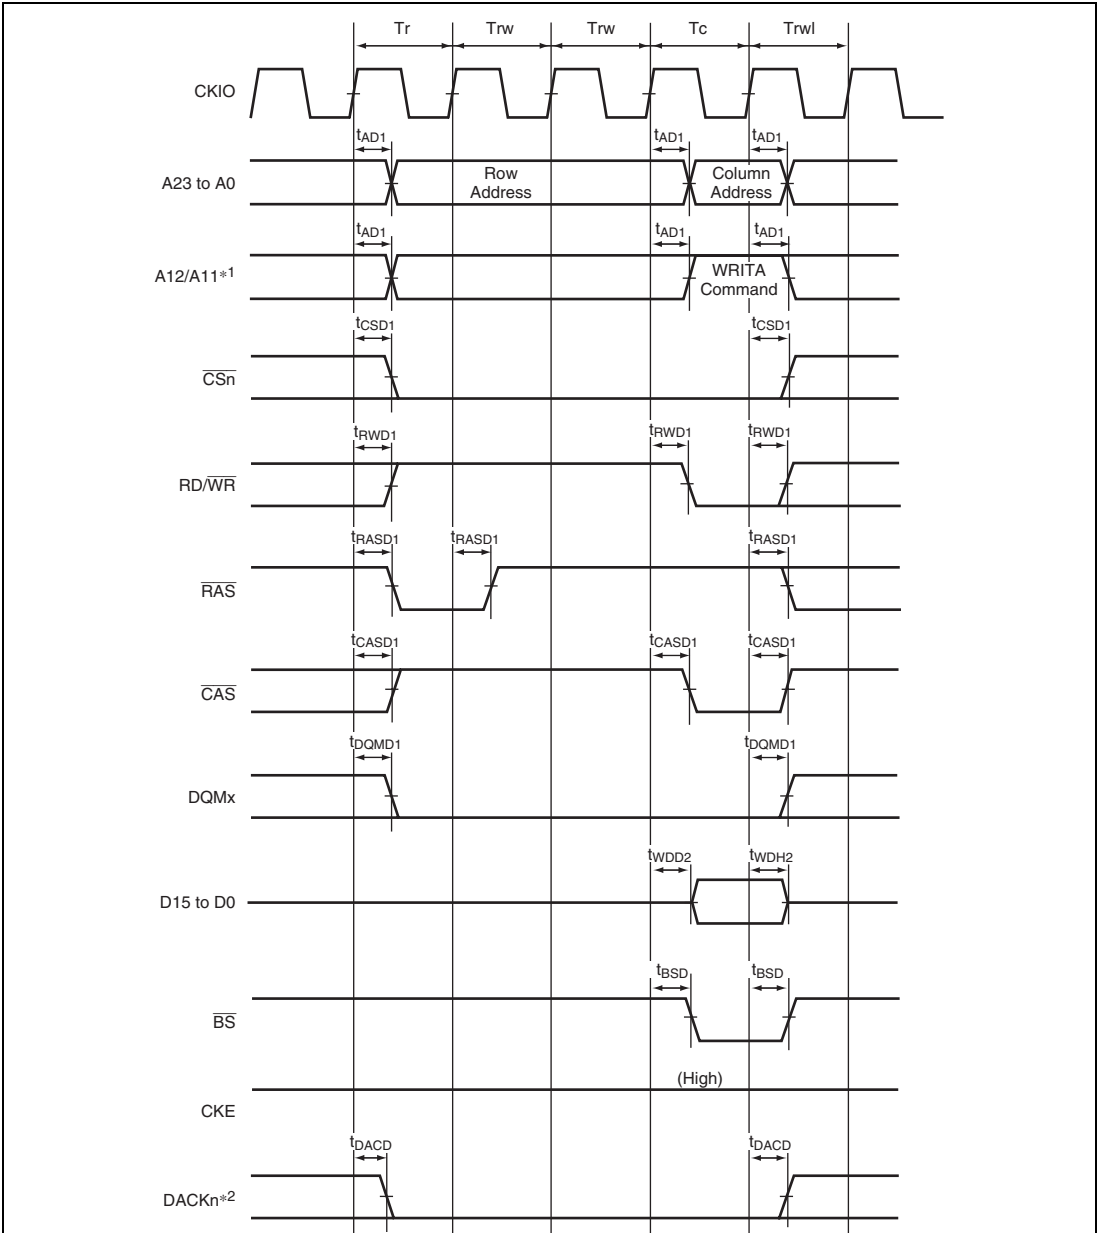 Tr Trw Trw Tc Trwl
CKIO
tAD1 tAD1 tAD1
A23 to A0
Row
Address
Column
Address
tAD1 tAD1 tAD1
A12/A11*1
WRITA
Command
tCSD1 tCSD1
CSn
tRWD1 tRWD1 tRWD1
RD/WR
tRASD1 tRASD1 tRASD1
RAS
tCASD1 tCASD1 tCASD1
CAS
tDQMD1 tDQMD1
DQMx
tWDD2 tWDH2
D15 to D0
tBSD tBSD
BS
(High)
CKE
tDACD tDACD
DACKn*2